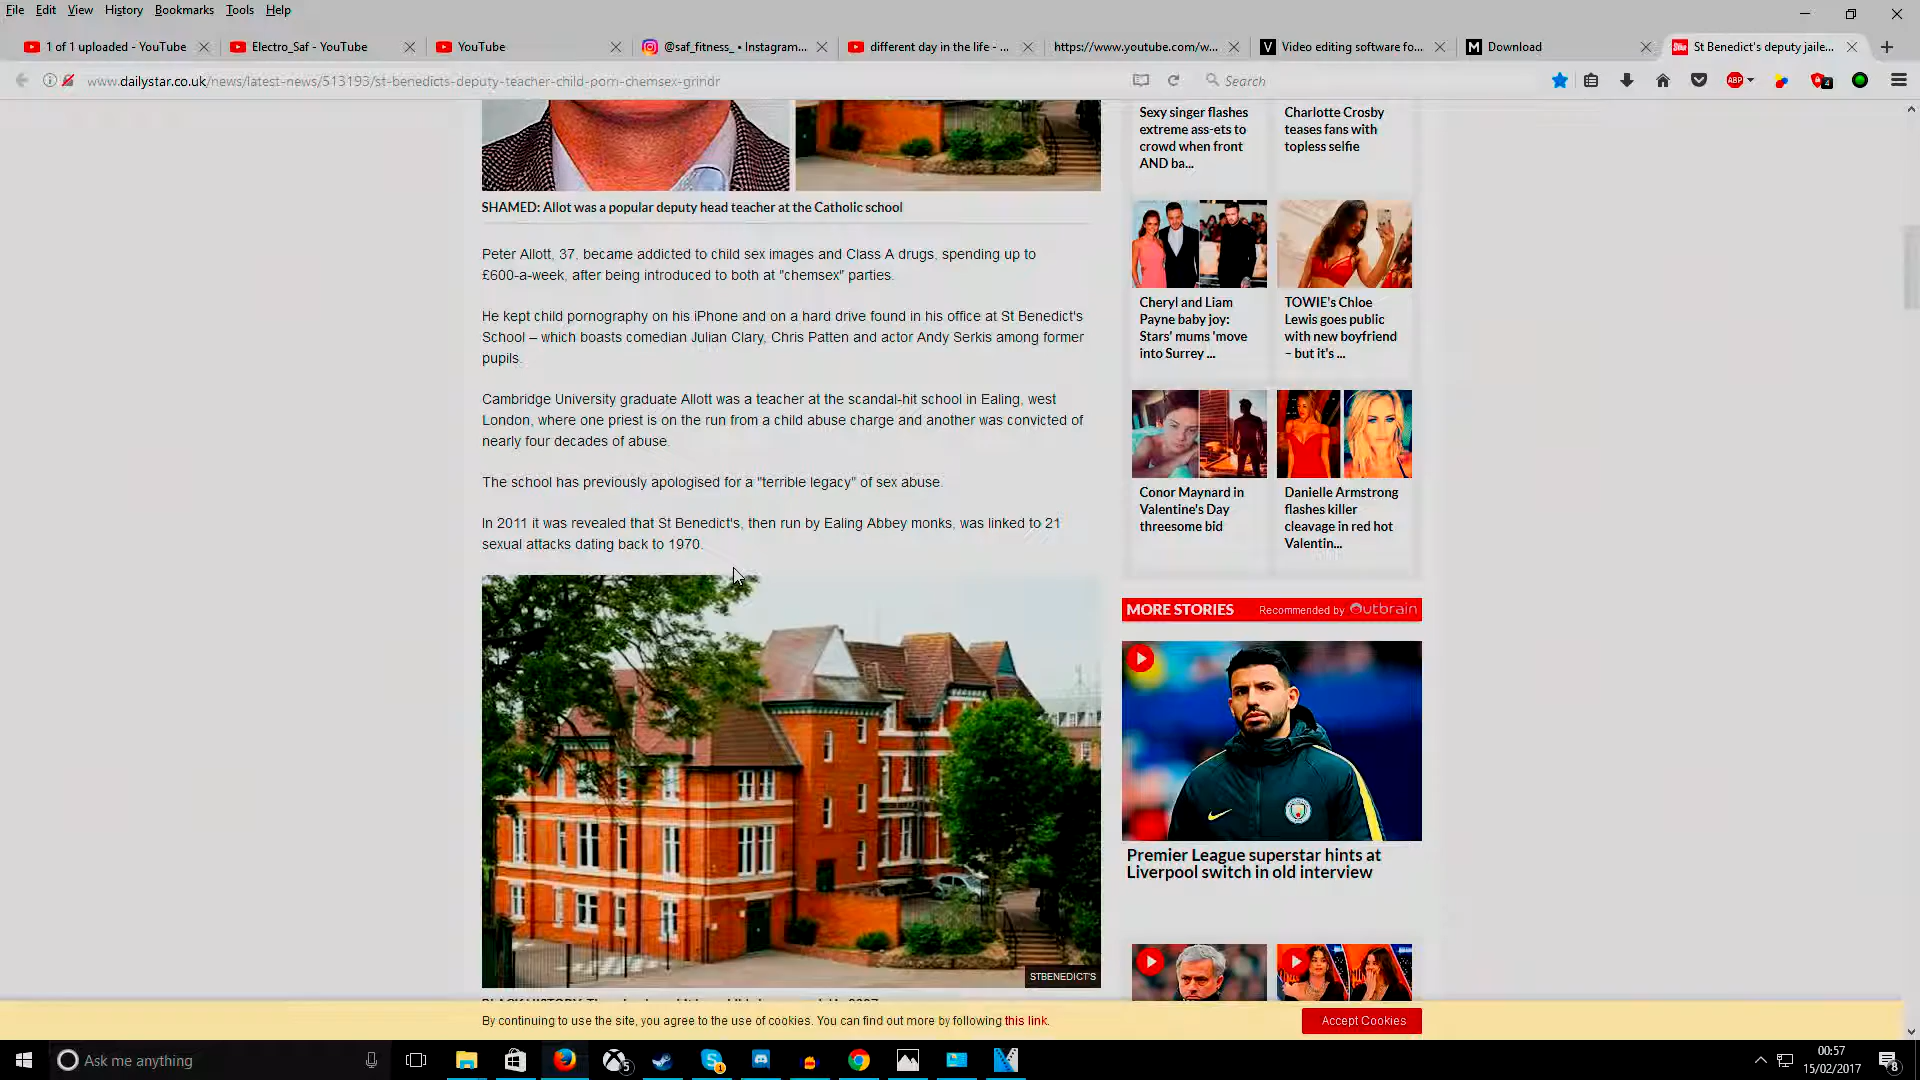 File Edit View History Bookmarks Tools Help
1 of 1 uploaded - YouTube
Electro_Saf - YouTube
YouTube
@saf_fitness_ • Instagram...
different day in the life - ...
https://www.youtube.com/w...
Video editing software fo...
Download
St Benedict's deputy jaile...
www.dailystar.co.uk/news/latest-news/513193/st-benedicts-deputy-teacher-child-porn-chemsex-grindr
Search
ABP
4
SHAMED: Allot was a popular deputy head teacher at the Catholic school
Peter Allott, 37, became addicted to child sex images and Class A drugs, spending up to
£600-a-week, after being introduced to both at "chemsex" parties.
He kept child pornography on his iPhone and on a hard drive found in his office at St Benedict's
School – which boasts comedian Julian Clary, Chris Patten and actor Andy Serkis among former
pupils.
Cambridge University graduate Allott was a teacher at the scandal-hit school in Ealing, west
London, where one priest is on the run from a child abuse charge and another was convicted of
nearly four decades of abuse.
The school has previously apologised for a "terrible legacy" of sex abuse.
In 2011 it was revealed that St Benedict's, then run by Ealing Abbey monks, was linked to 21
sexual attacks dating back to 1970.
STBENEDICT'S
Sexy singer flashes
extreme ass-ets to
crowd when front
AND ba...
Charlotte Crosby
teases fans with
topless selfie
Cheryl and Liam
Payne baby joy:
Stars' mums 'move
into Surrey ...
TOWIE's Chloe
Lewis goes public
with new boyfriend
– but it's ...
Conor Maynard in
Valentine's Day
threesome bid
Danielle Armstrong
flashes killer
cleavage in red hot
Valentin...
MORE STORIES Recommended by Outbrain
Premier League superstar hints at
Liverpool switch in old interview
By continuing to use the site, you agree to the use of cookies. You can find out more by following this link.
Accept Cookies
Ask me anything
5
1
00:57
15/02/2017
8